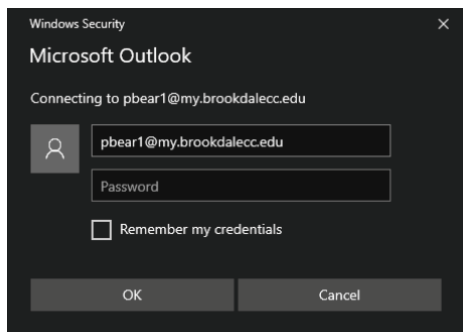 Windows Security
Microsoft Outlook
Connecting to pbear1@my.brookdalecc.edu
pbear1@my.brookdalecc.edu
Password
Remember my credentials
OK
Cancel